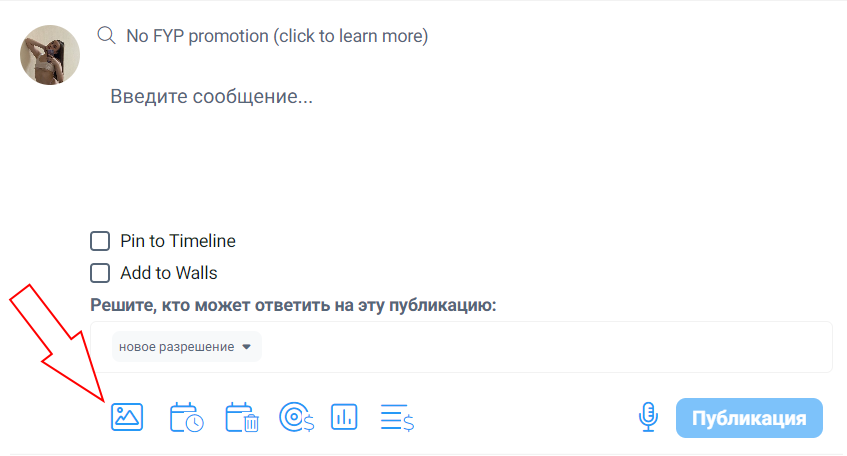 No FYP promotion (click to learn more)
Введите сообщение...
Pin to Timeline
Add to Walls
Решите, кто может ответить на эту публикацию:
новое разрешение
Публикация